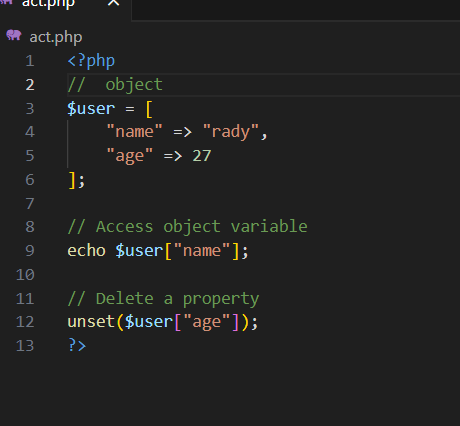 act.php
act.php
1 <?php
2 //  object
3 $user = [
4     "name" => "rady",
5     "age" => 27
6 ];
7
8 // Access object variable
9 echo $user["name"];
10
11 // Delete a property
12 unset($user["age"]);
13 ?>